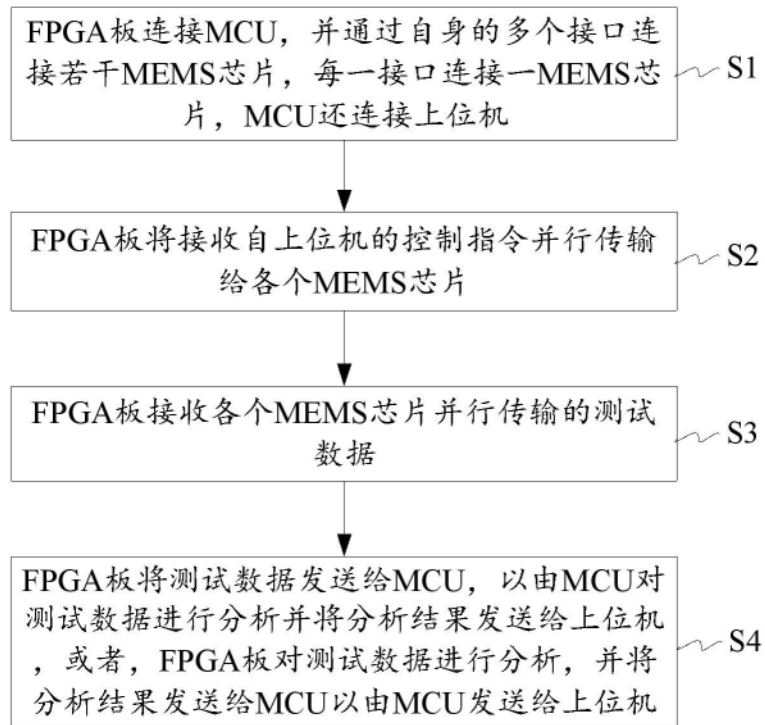 FPGA板连接MCU，并通过自身的多个接口连
接若干MEMS芯片，每一接口连接一MEMS芯
片，MCU还连接上位机
S1
FPGA板将接收自上位机的控制指令并行传输
给各个MEMS芯片
S2
FPGA板接收各个MEMS芯片并行传输的测试
数据
S3
FPGA板将测试数据发送给MCU，以由MCU对
测试数据进行分析并将分析结果发送给上位机
，或者，FPGA板对测试数据进行分析，并将
分析结果发送给MCU以由MCU发送给上位机
S4